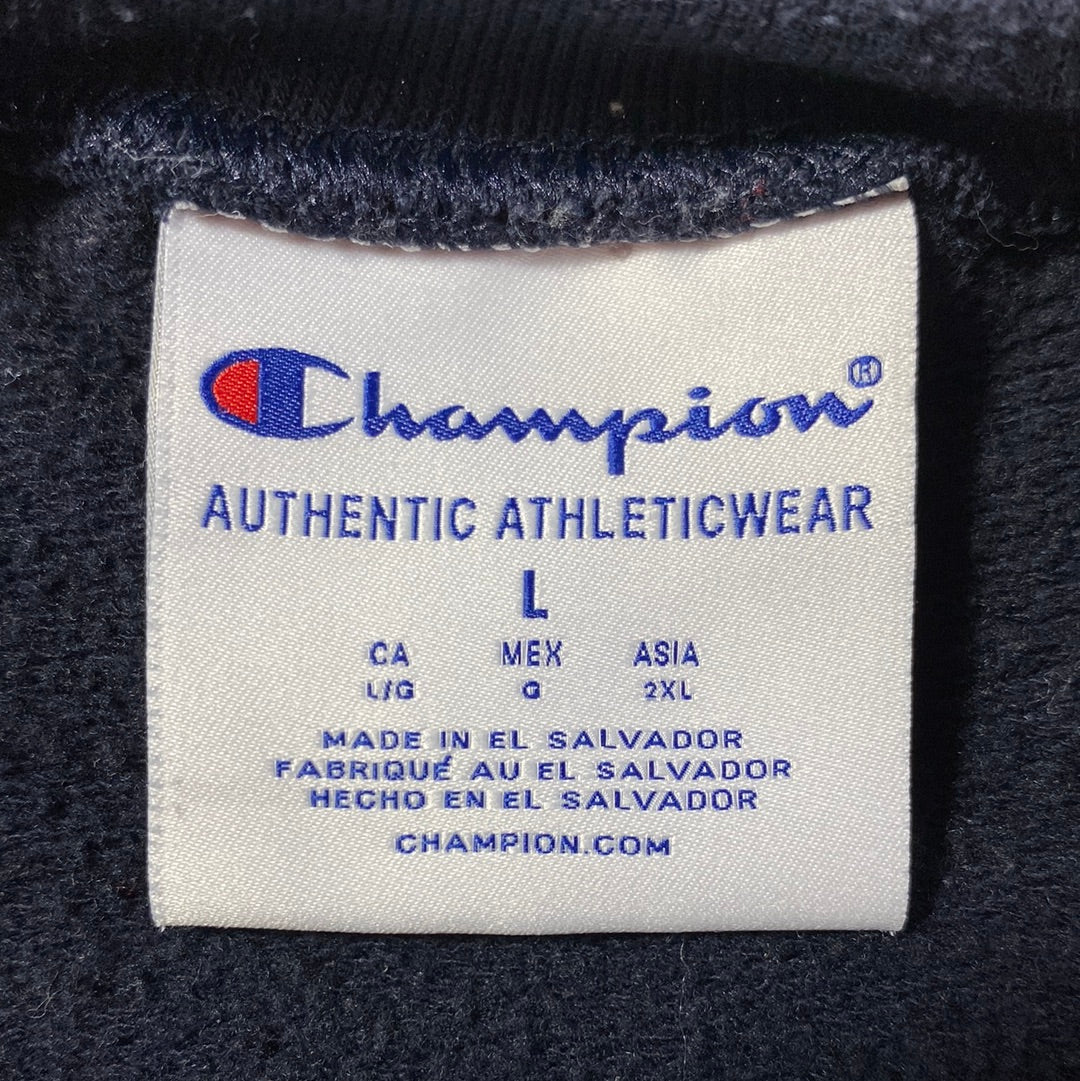 Champion®
AUTHENTIC ATHLETICWEAR
L
CA MEX ASIA
L/G G 2XL
MADE IN EL SALVADOR
FABRIQUÉ AU EL SALVADOR
HECHO EN EL SALVADOR
CHAMPION.COM